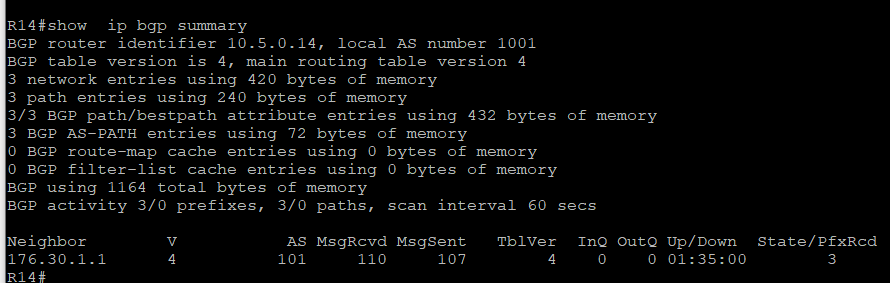 R14#show  ip bgp summary
BGP router identifier 10.5.0.14, local AS number 1001
BGP table version is 4, main routing table version 4
3 network entries using 420 bytes of memory
3 path entries using 240 bytes of memory
3/3 BGP path/bestpath attribute entries using 432 bytes of memory
3 BGP AS-PATH entries using 72 bytes of memory
0 BGP route-map cache entries using 0 bytes of memory
0 BGP filter-list cache entries using 0 bytes of memory
BGP using 1164 total bytes of memory
BGP activity 3/0 prefixes, 3/0 paths, scan interval 60 secs
Neighbor        V           AS MsgRcvd MsgSent   TblVer  InQ OutQ Up/Down  State/PfxRcd
176.30.1.1      4          101     110     107        4    0    0 01:35:00        3
R14#